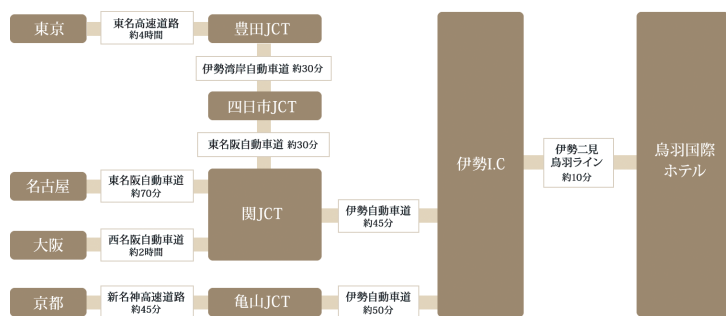 東京
東名高速道路
約4時間
豊田JCT
伊勢湾岸自動車道 約30分
四日市JCT
東名阪自動車道 約30分
名古屋
東名阪自動車道
約70分
関JCT
大阪
西名阪自動車道
約2時間
伊勢自動車道
約45分
京都
新名神高速道路
約45分
亀山JCT
伊勢自動車道
約50分
伊勢I.C
伊勢二見
鳥羽ライン
約10分
鳥羽国際
ホテル